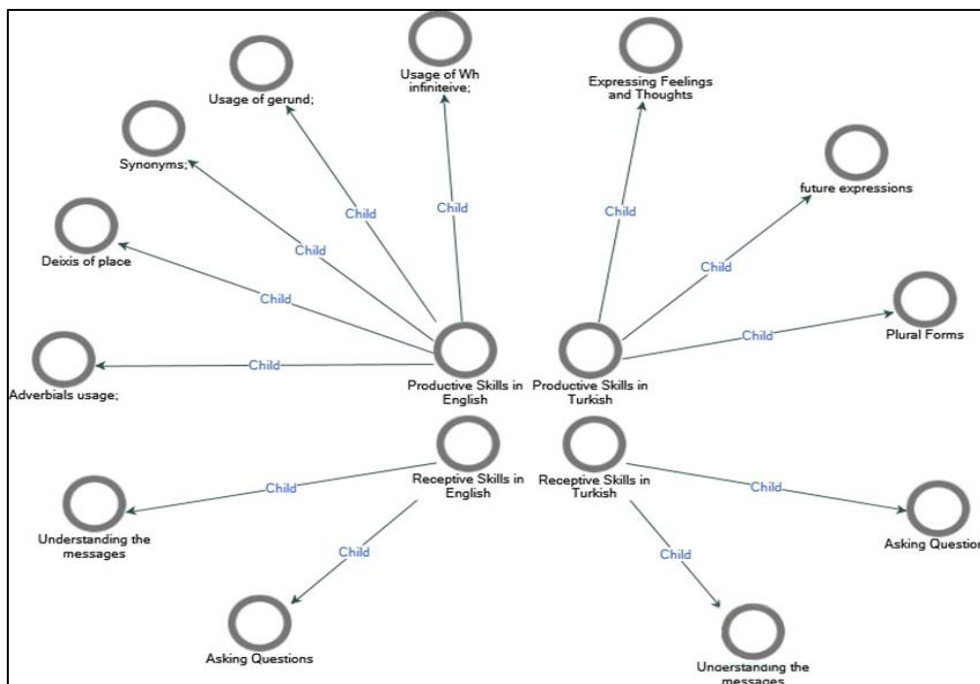 Usage of Wh
infiniteive;
Expressing Feelings
and Thoughts
Usage of gerund;
Synonyms;
future expressions
Child
Child
Child
Child
Deixis of place
Child
Child
Plural Forms
Child
Child
Adverbials usage;
Productive Skills in
English
Productive Skills in
Turkish
Receptive Skills in
English
Receptive Skills in
Turkish
Child
Child
Understanding the
messages
Asking Question
Child
Child
Asking Questions
Understanding the
messages